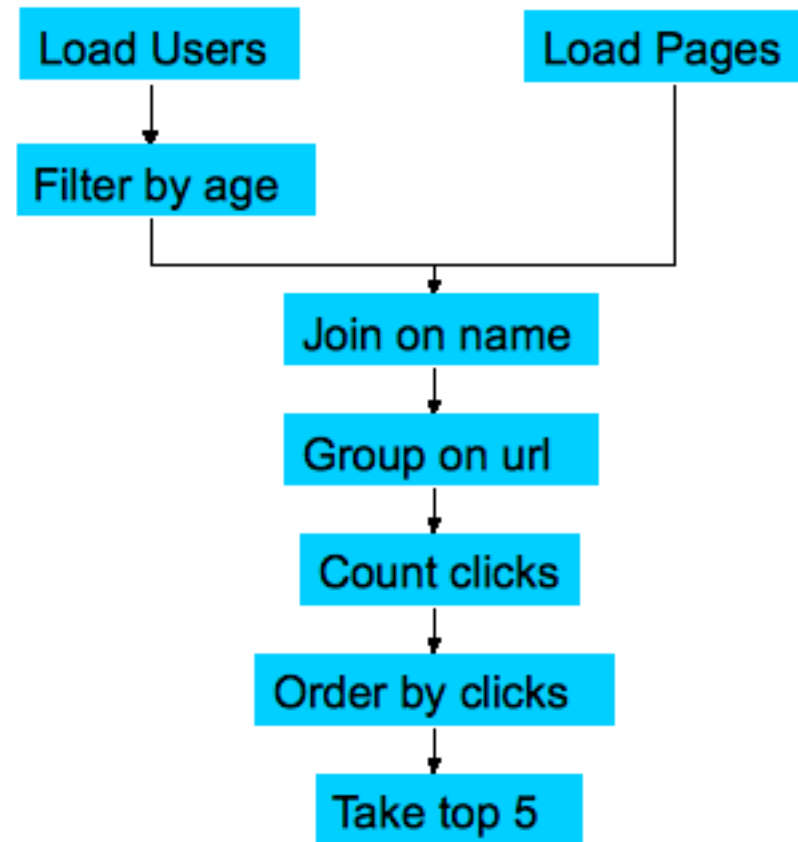 Load Users
Load Pages
Filter by age
Join on name
Group on url
Count clicks
Order by clicks
Take top 5